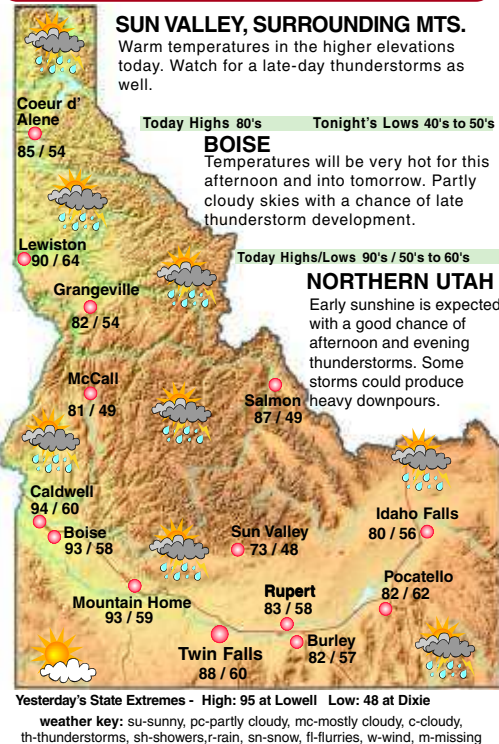 SUN VALLEY, SURROUNDING MTS.
Warm temperatures in the higher elevations
today. Watch for a late-day thunderstorms as
well.
Today Highs 80's Tonight's Lows 40's to 50's
BOISE
Temperatures will be very hot for this
afternoon and into tomorrow. Partly
cloudy skies with a chance of late
thunderstorm development.
Today Highs/Lows 90's / 50's to 60's
NORTHERN UTAH
Early sunshine is expected
with a good chance of
afternoon and evening
thunderstorms. Some
storms could produce
heavy downpours.
Coeur d'
Alene
85 / 54
Lewiston
90 / 64
Grangeville
82 / 54
McCall
81 / 49
Salmon
87 / 49
Caldwell
94 / 60
Boise
93 / 58
Sun Valley
73 / 48
Idaho Falls
80 / 56
Pocatello
82 / 62
Mountain Home
93 / 59
Rupert
83 / 58
Burley
82 / 57
Twin Falls
88 / 60
Yesterday's State Extremes - High: 95 at Lowell Low: 48 at Dixie
weather key: su-sunny, pc-partly cloudy, mc-mostly cloudy, c-cloudy,
th-thunderstorms, sh-showers,r-rain, sn-snow, fl-flurries, w-wind, m-missing